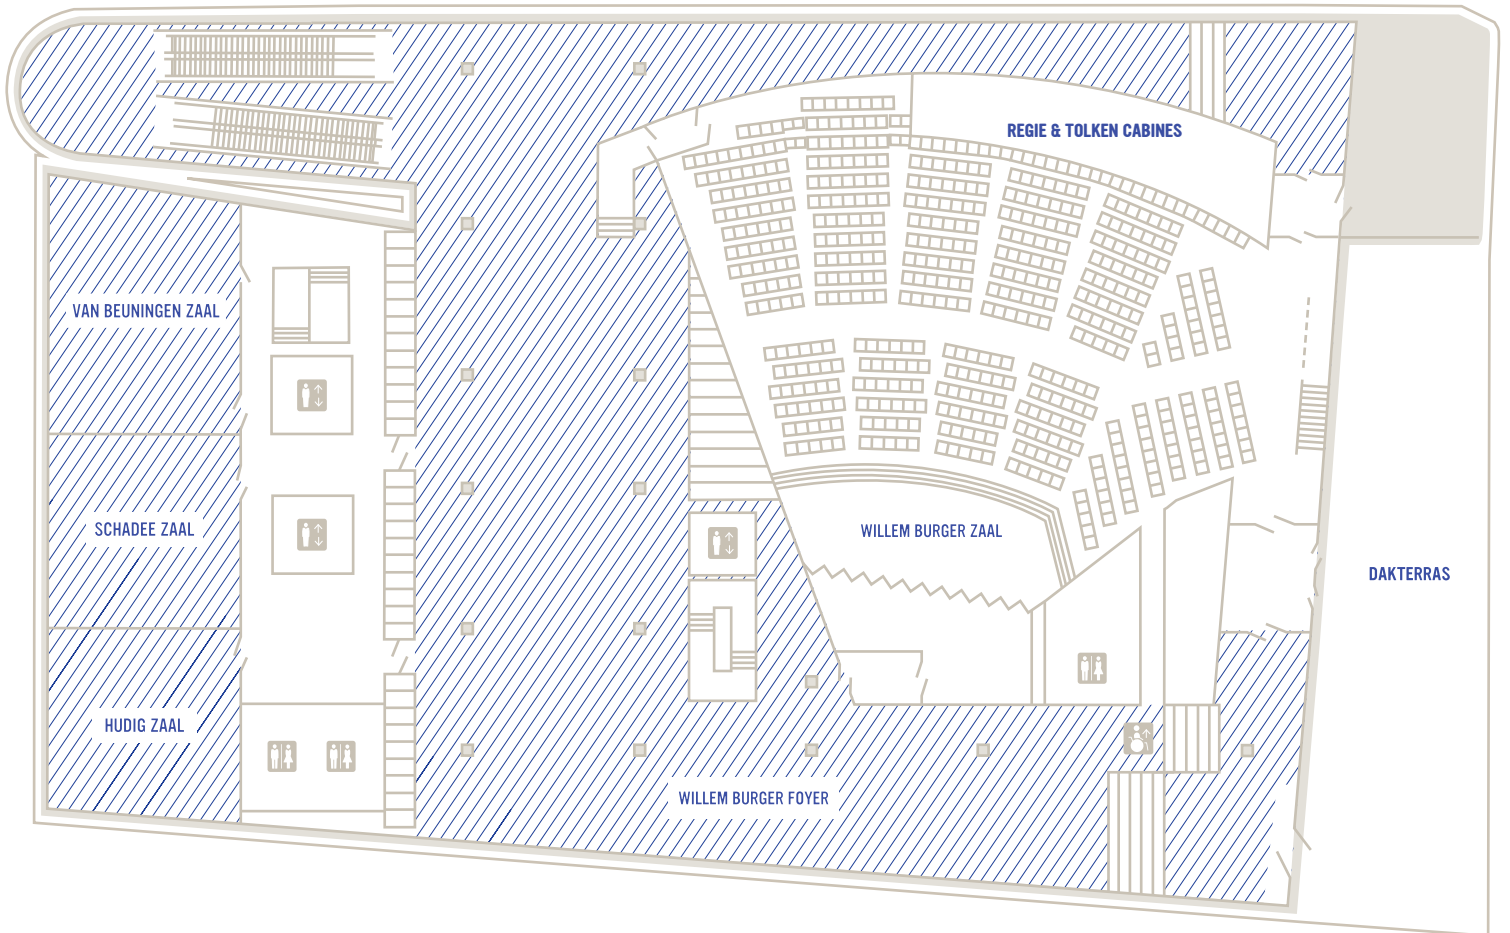 REGIE & TOLKEN CABINES
VAN BEUNINGEN ZAAL
SCHADEE ZAAL
WILLEM BURGER ZAAL
DAKTERRAS
HUDIG ZAAL
WILLEM BURGER FOYER